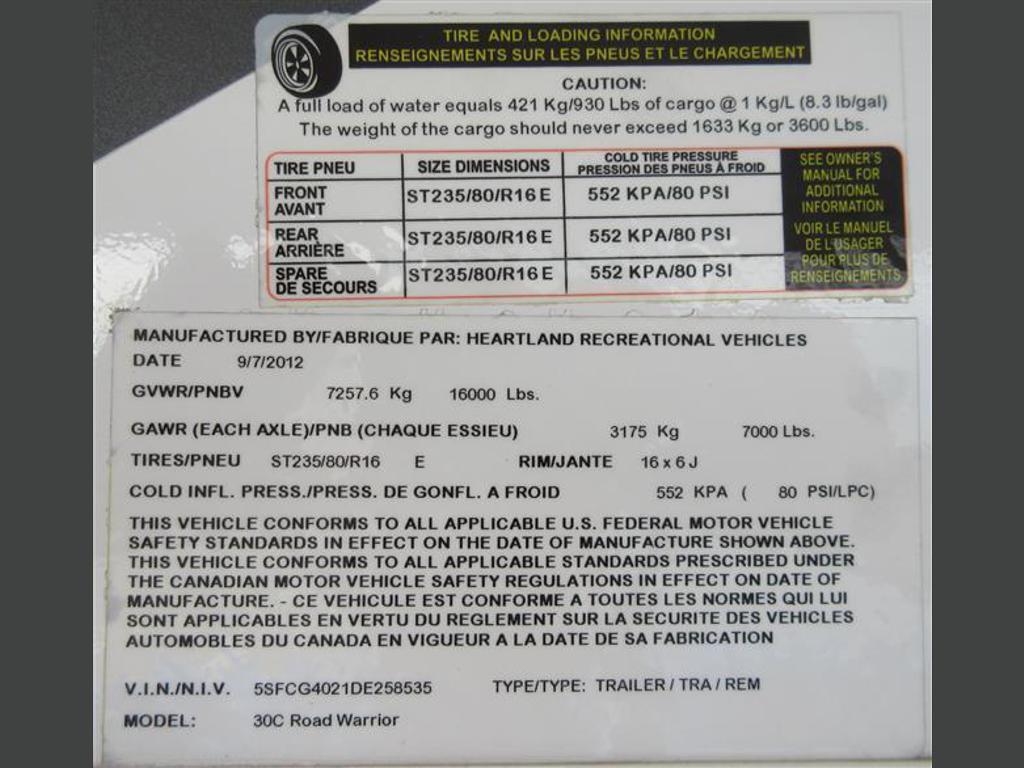 TIRE AND LOADING INFORMATION
RENSEIGNEMENTS SUR LES PNEUS ET LE CHARGEMENT
CAUTION:
A full load of water equals 421 Kg/930 Lbs of cargo @ 1 Kg/L (8.3 lb/gal)
The weight of the cargo should never exceed 1633 Kg or 3600 Lbs.
TIRE PNEU SIZE DIMENSIONS COLD TIRE PRESSURE
PRESSION DES PNEUS À FROID
FRONT
AVANT ST235/80/R16 E 552 KPA/80 PSI
REAR
ARRIÈRE ST235/80/R16 E 552 KPA/80 PSI
SPARE
DE SECOURS ST235/80/R16 E 552 KPA/80 PSI
SEE OWNER'S
MANUAL FOR
ADDITIONAL
INFORMATION
VOIR LE MANUEL
DE L'USAGER
POUR PLUS DE
RENSEIGNEMENTS
MANUFACTURED BY/FABRIQUE PAR: HEARTLAND RECREATIONAL VEHICLES
DATE 9/7/2012
GVWR/PNBV 7257.6 Kg 16000 Lbs.
GAWR (EACH AXLE)/PNB (CHAQUE ESSIEU) 3175 Kg 7000 Lbs.
TIRES/PNEU ST235/80/R16 E RIM/JANTE 16 x 6 J
COLD INFL. PRESS./PRESS. DE GONFL. A FROID 552 KPA ( 80 PSI/LPC)
THIS VEHICLE CONFORMS TO ALL APPLICABLE U.S. FEDERAL MOTOR VEHICLE
SAFETY STANDARDS IN EFFECT ON THE DATE OF MANUFACTURE SHOWN ABOVE.
THIS VEHICLE CONFORMS TO ALL APPLICABLE STANDARDS PRESCRIBED UNDER
THE CANADIAN MOTOR VEHICLE SAFETY REGULATIONS IN EFFECT ON DATE OF
MANUFACTURE. - CE VEHICULE EST CONFORME A TOUTES LES NORMES QUI LUI
SONT APPLICABLES EN VERTU DU REGLEMENT SUR LA SECURITE DES VEHICLES
AUTOMOBLES DU CANADA EN VIGUEUR A LA DATE DE SA FABRICATION
V.I.N./N.I.V. 5SFCG4021DE258535 TYPE/TYPE: TRAILER / TRA / REM
MODEL: 30C Road Warrior